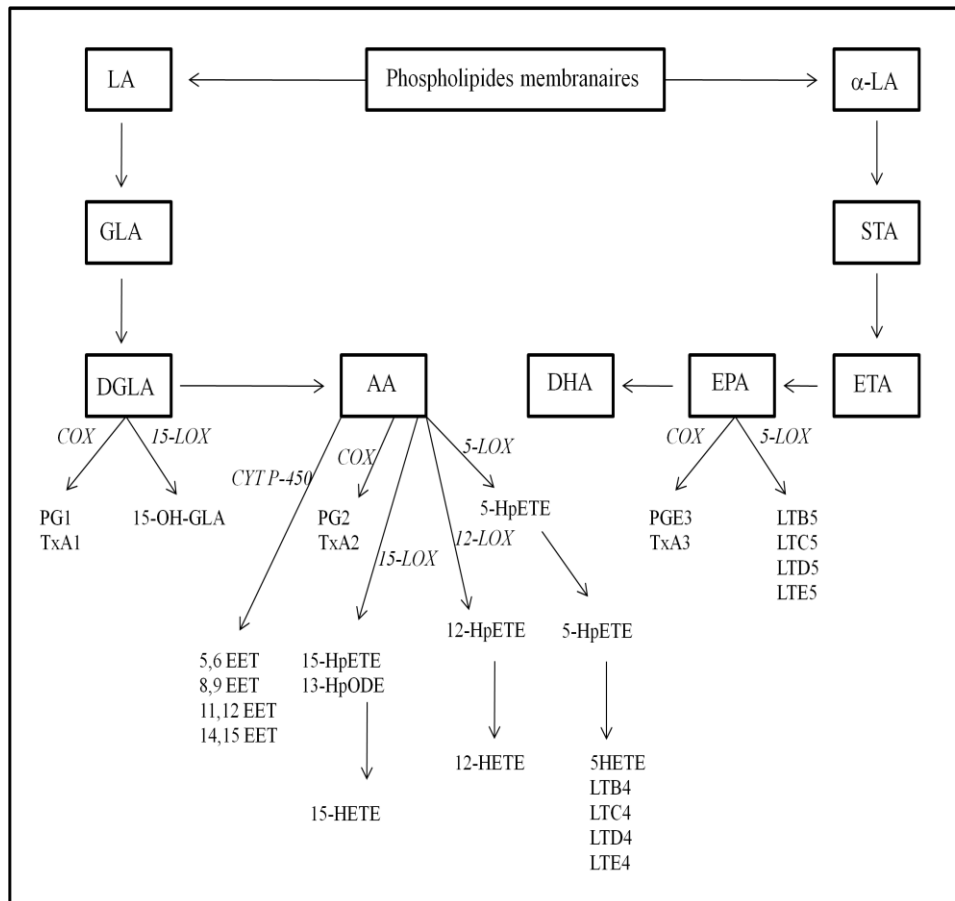 LA
Phospholipides membranaires
α-LA
GLA
STA
DGLA
AA
DHA
EPA
ETA
COX
15-LOX
CYT P-450
COX
15-LOX
12-LOX
5-LOX
COX
5-LOX
PG1
TxA1
15-OH-GLA
PG2
TxA2
5-HpETE
PGE3
TxA3
LTB5
LTC5
LTD5
LTE5
5,6 EET
8,9 EET
11,12 EET
14,15 EET
15-HpETE
13-HpODE
12-HpETE
5-HpETE
15-HETE
12-HETE
5HETE
LTB4
LTC4
LTD4
LTE4